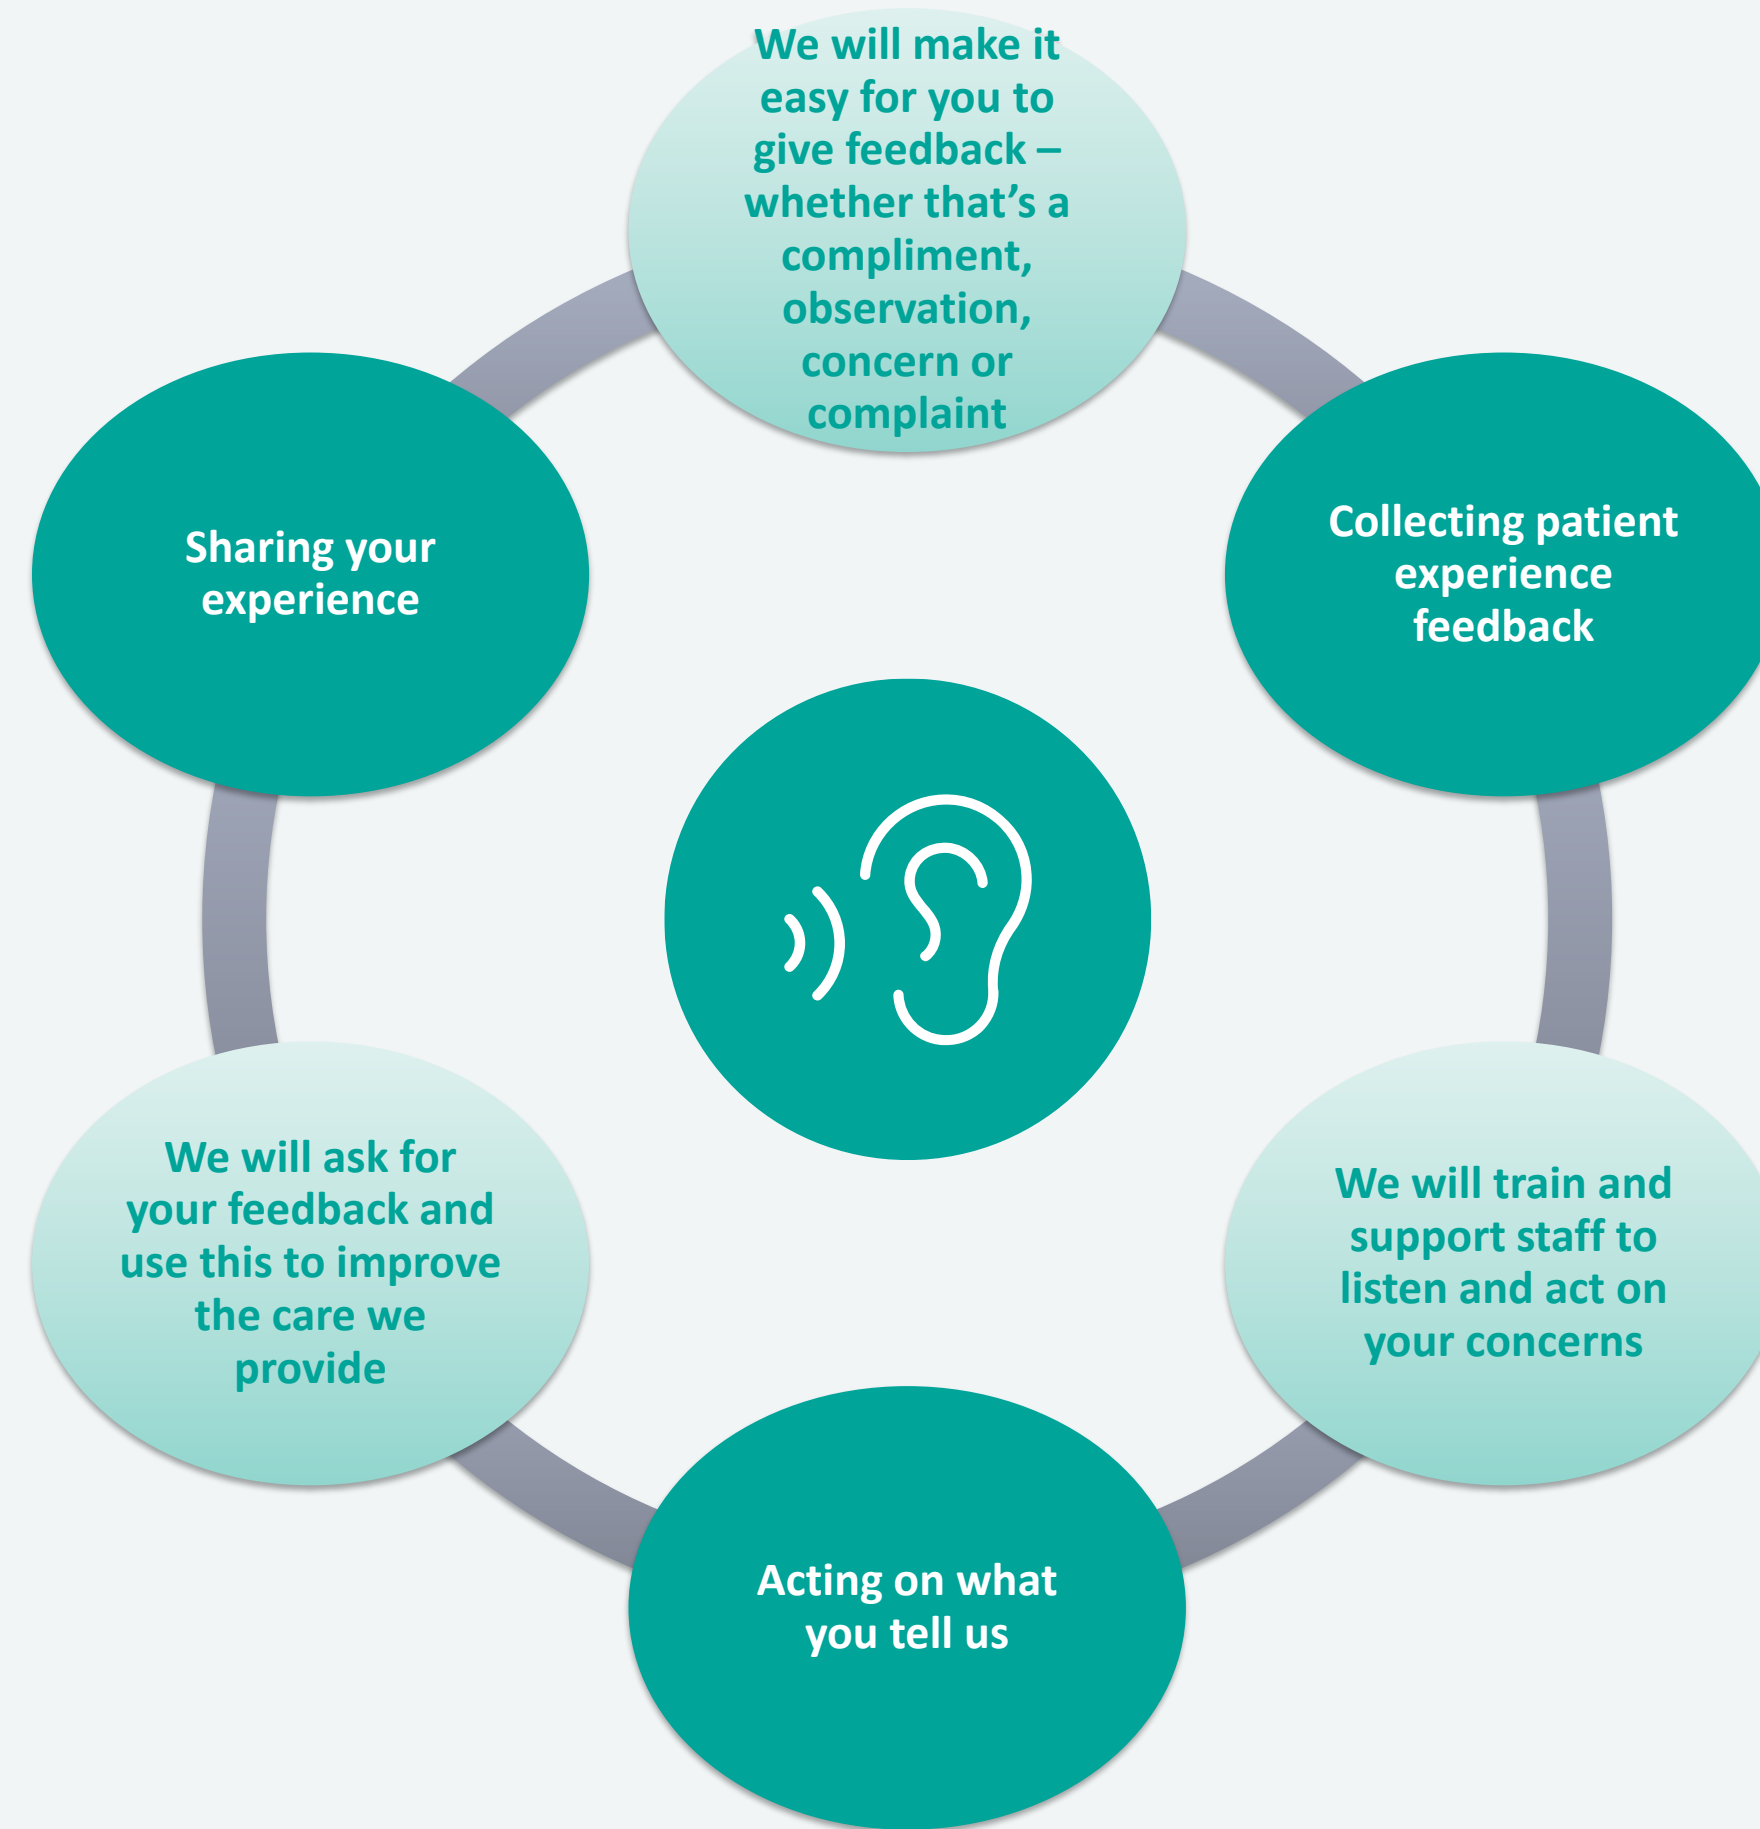 We will make it
easy for you to
give feedback –
whether that’s a
compliment,
observation,
concern or
complaint
Collecting patient
experience
feedback
We will train and
support staff to
listen and act on
your concerns
Acting on what
you tell us
We will ask for
your feedback and
use this to improve
the care we
provide
Sharing your
experience